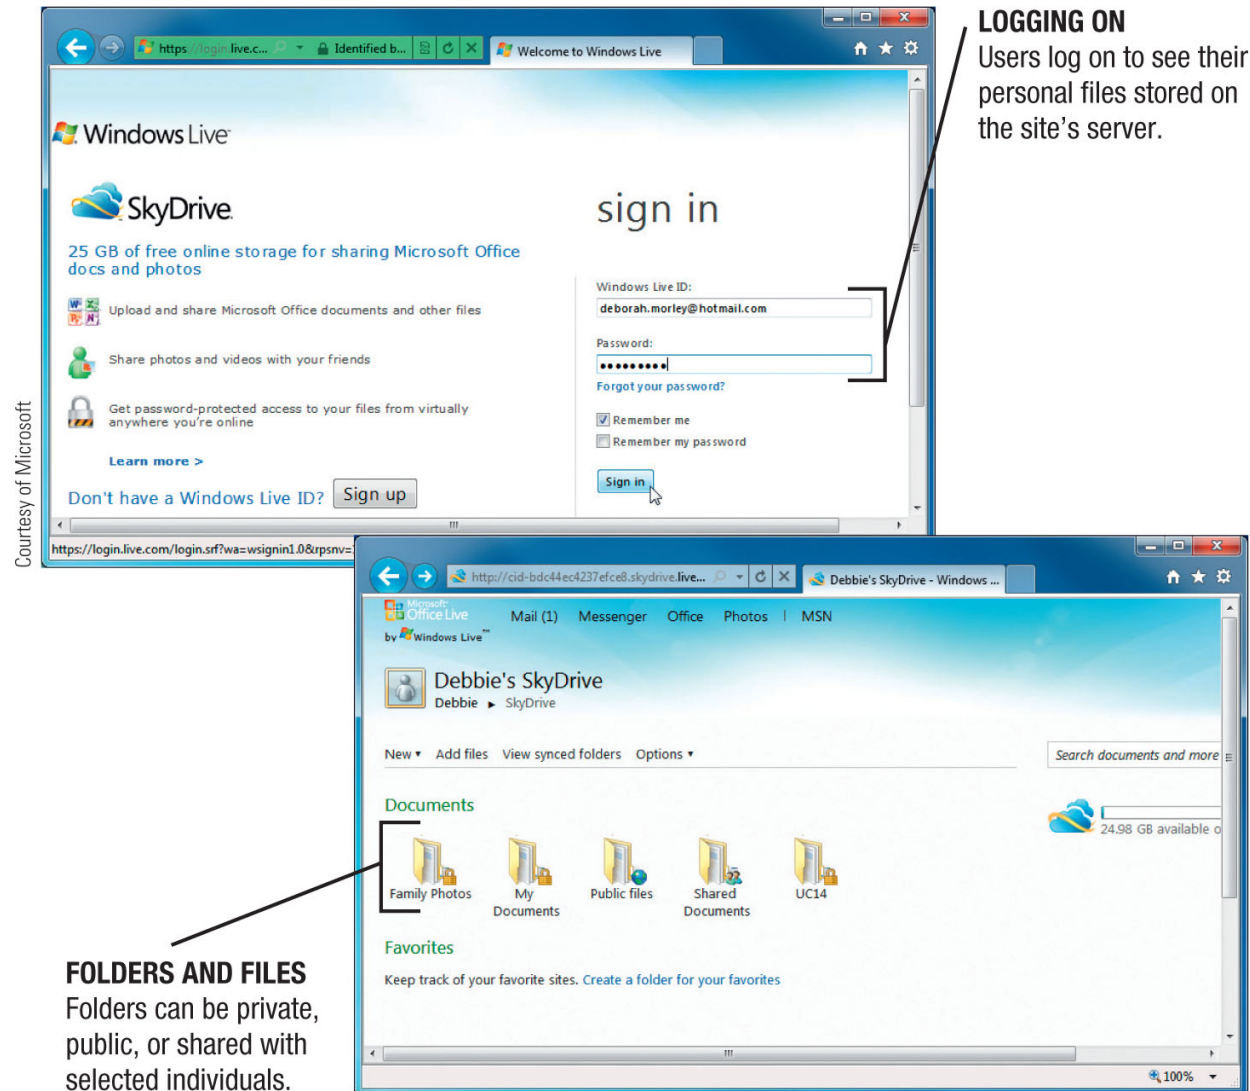 https://login.live.c...
Identified b...
Welcome to Windows Live
LOGGING ON
Users log on to see their
personal files stored on
the site's server.
Windows Live
SkyDrive
25 GB of free online storage for sharing Microsoft Office
docs and photos
Upload and share Microsoft Office documents and other files
Share photos and videos with your friends
Get password-protected access to your files from virtually
anywhere you're online
Learn more >
Don't have a Windows Live ID? Sign up
sign in
Windows Live ID:
deborah.morley@hotmail.com
Password:
•••••••••
Forgot your password?
Remember me
Remember my password
Sign in
https://login.live.com/login.srf?wa=wsignin1.0&rpsnv=
Courtesy of Microsoft
http://cid-bdc44ec4237efce8.skydrive.live...
Debbie's SkyDrive - Windows ...
Microsoft
Office Live
by Windows Live™
Mail (1) Messenger Office Photos | MSN
Debbie's SkyDrive
Debbie ▸ SkyDrive
New ▾ Add files View synced folders Options ▾
Search documents and more
Documents
24.98 GB available o
Family Photos
My
Documents
Public files
Shared
Documents
UC14
Favorites
Keep track of your favorite sites. Create a folder for your favorites
100%
FOLDERS AND FILES
Folders can be private,
public, or shared with
selected individuals.